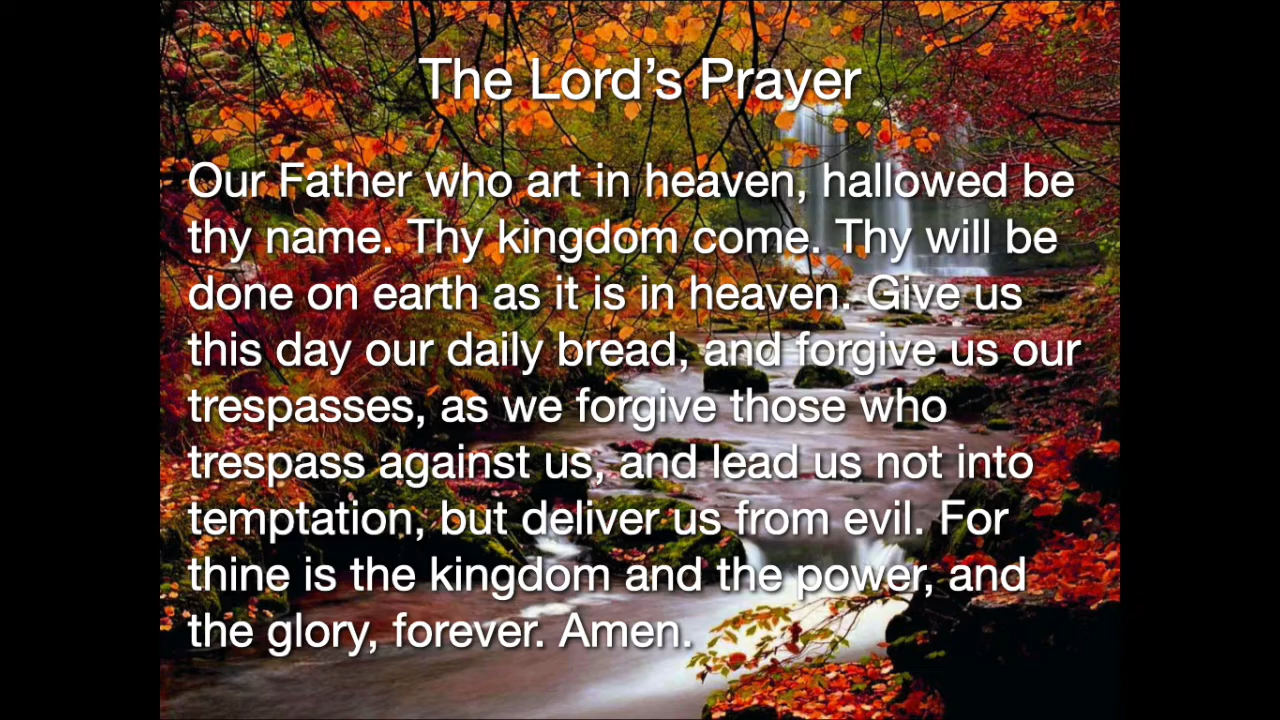 The Lord’s Prayer
Our Father who art in heaven, hallowed be
thy name. Thy kingdom come. Thy will be
done on earth as it is in heaven. Give us
this day our daily bread, and forgive us our
trespasses, as we forgive those who
trespass against us, and lead us not into
temptation, but deliver us from evil. For
thine is the kingdom and the power, and
the glory, forever. Amen.